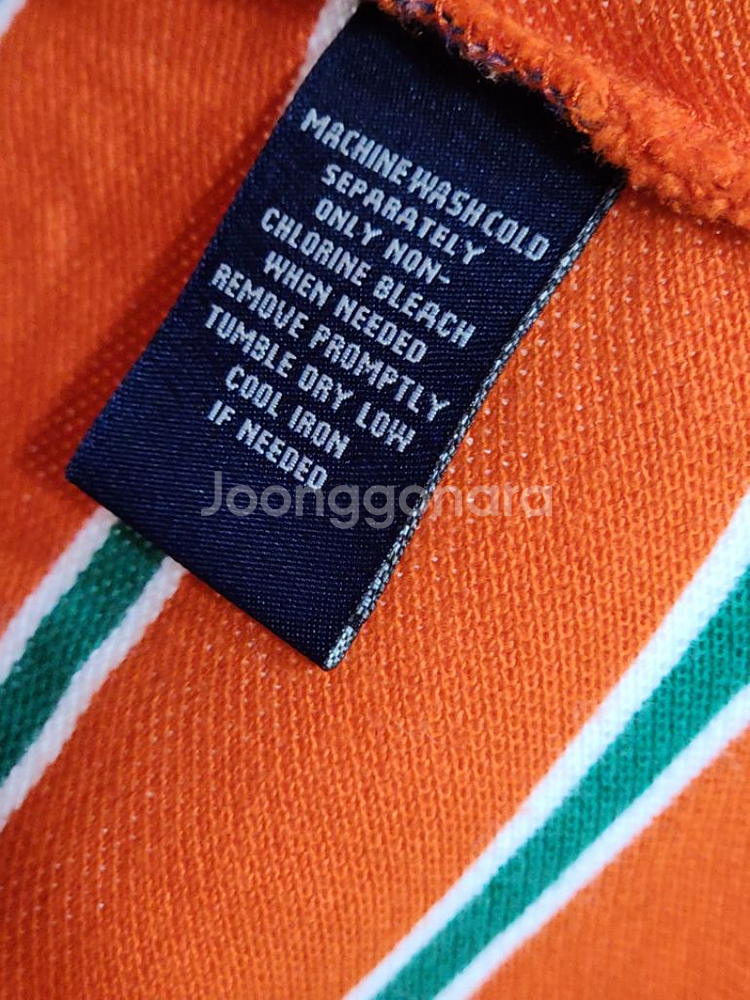 MACHINE WASH COLD
SEPARATELY
ONLY NON-
CHLORINE BLEACH
WHEN NEEDED
REMOVE PROMPTLY
TUMBLE DRY LOW
COOL IRON
IF NEEDED
Joonggonara